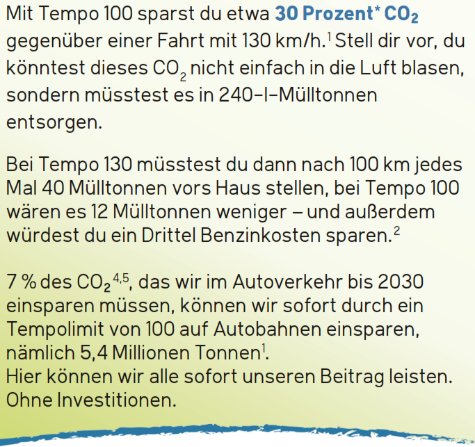 Mit Tempo 100 sparst du etwa 30 Prozent* CO₂
gegenüber einer Fahrt mit 130 km/h.¹ Stell dir vor, du
könntest dieses CO₂ nicht einfach in die Luft blasen,
sondern müsstest es in 240-l-Mülltonnen
entsorgen.
Bei Tempo 130 müsstest du dann nach 100 km jedes
Mal 40 Mülltonnen vors Haus stellen, bei Tempo 100
wären es 12 Mülltonnen weniger – und außerdem
würdest du ein Drittel Benzinkosten sparen.²
7 % des CO₂⁴,⁵, das wir im Autoverkehr bis 2030
einsparen müssen, können wir sofort durch ein
Tempolimit von 100 auf Autobahnen einsparen,
nämlich 5,4 Millionen Tonnen¹.
Hier können wir alle sofort unseren Beitrag leisten.
Ohne Investitionen.